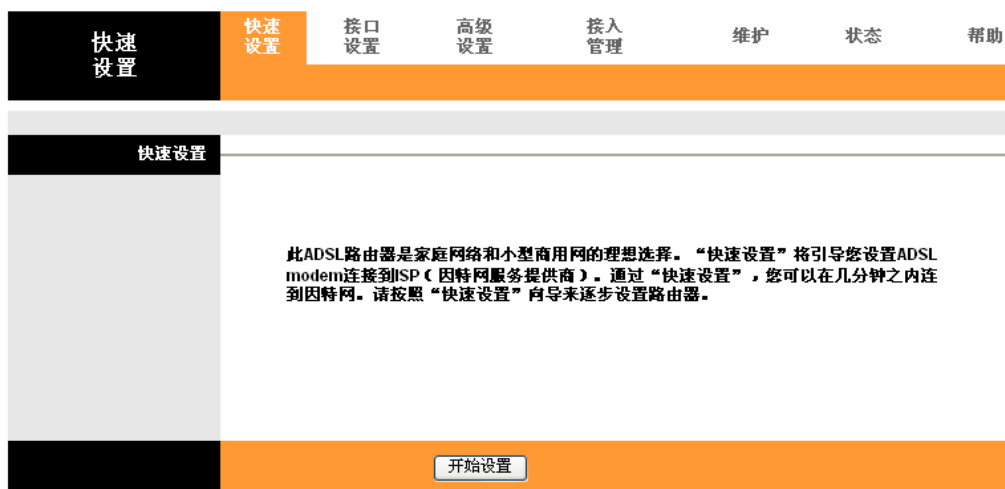 快速
设置
快速
设置
接口
设置
高级
设置
接入
管理
维护
状态
帮助
快速设置
此ADSL路由器是家庭网络和小型商用网的理想选择。“快速设置”将引导您设置ADSL
modem连接到ISP（因特网服务提供商）。通过“快速设置”，您可以在几分钟之内连
到因特网。请按照“快速设置”向导来逐步设置路由器。
开始设置